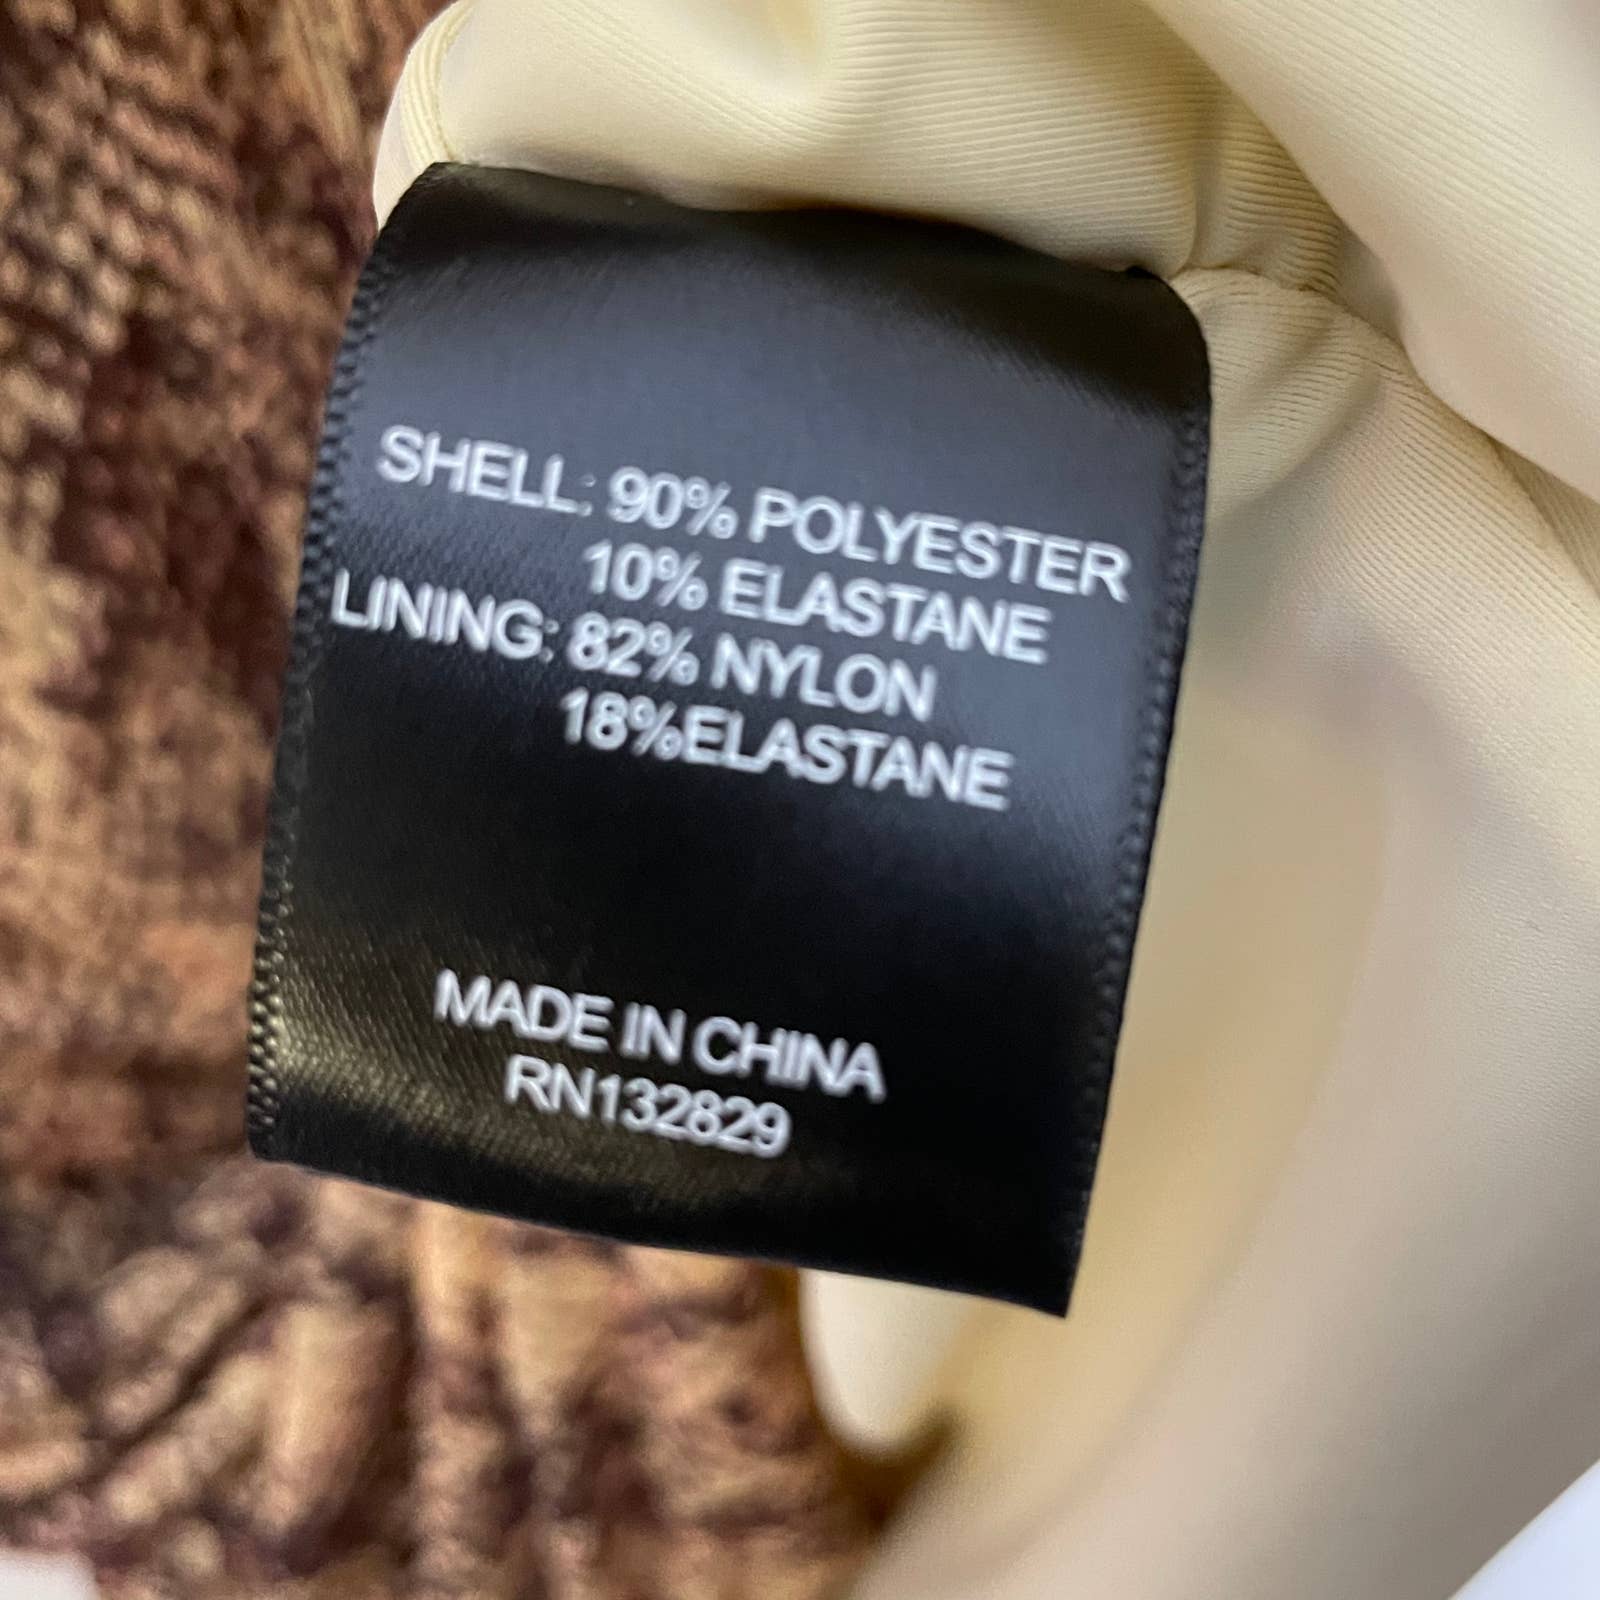 SHELL: 90% POLYESTER
10% ELASTANE
LINING: 82% NYLON
18%ELASTANE
MADE IN CHINA
RN132829